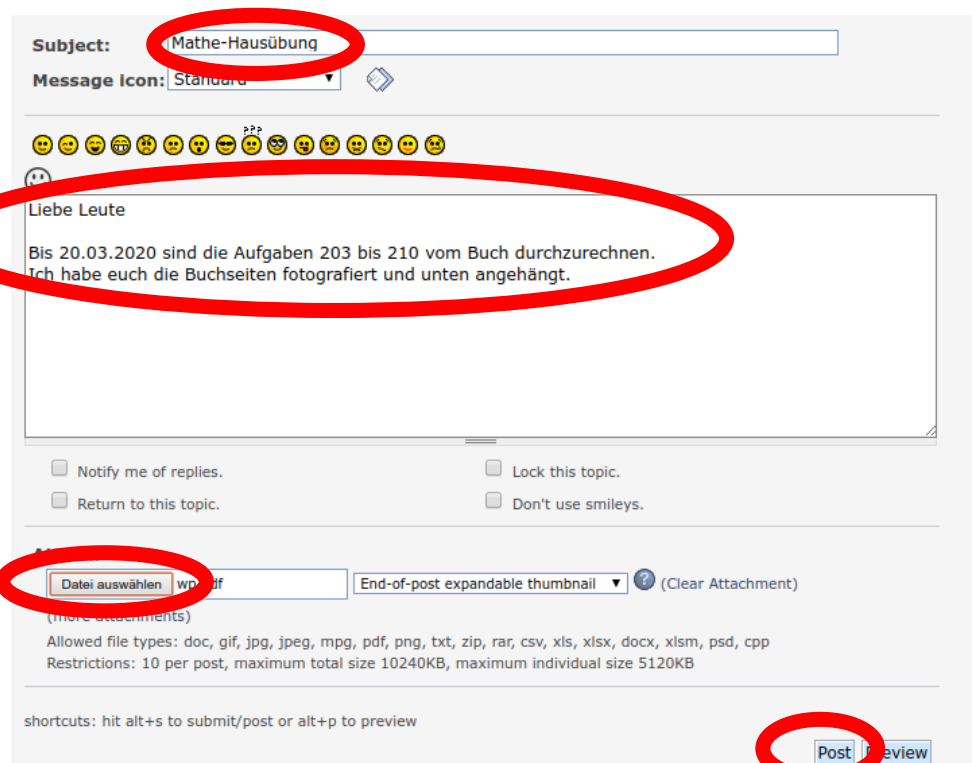 Subject: Mathe-Hausübung
Message icon: Standard
???
Liebe Leute
Bis 20.03.2020 sind die Aufgaben 203 bis 210 vom Buch durchzurechnen.
Ich habe euch die Buchseiten fotografiert und unten angehängt.
Notify me of replies. Lock this topic.
Return to this topic. Don't use smileys.
Datei auswählen End-of-post expandable thumbnail ? (Clear Attachment)
(more attachments)
Allowed file types: doc, gif, jpg, jpeg, mpg, pdf, png, txt, zip, rar, csv, xls, xlsx, docx, xlsm, psd, cpp
Restrictions: 10 per post, maximum total size 10240KB, maximum individual size 5120KB
shortcuts: hit alt+s to submit/post or alt+p to preview
Post Preview